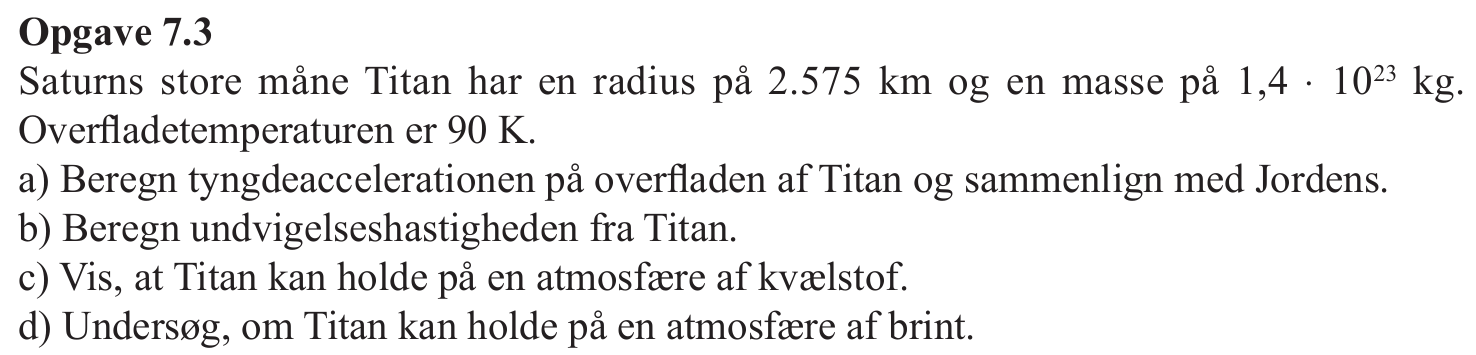 Opgave 7.3
Saturns store måne Titan har en radius på 2.575 km og en masse på 1,4 · 10²³ kg.
Overfladetemperaturen er 90 K.
a) Beregn tyngdeaccelerationen på overfladen af Titan og sammenlign med Jordens.
b) Beregn undvigelseshastigheden fra Titan.
c) Vis, at Titan kan holde på en atmosfære af kvælstof.
d) Undersøg, om Titan kan holde på en atmosfære af brint.